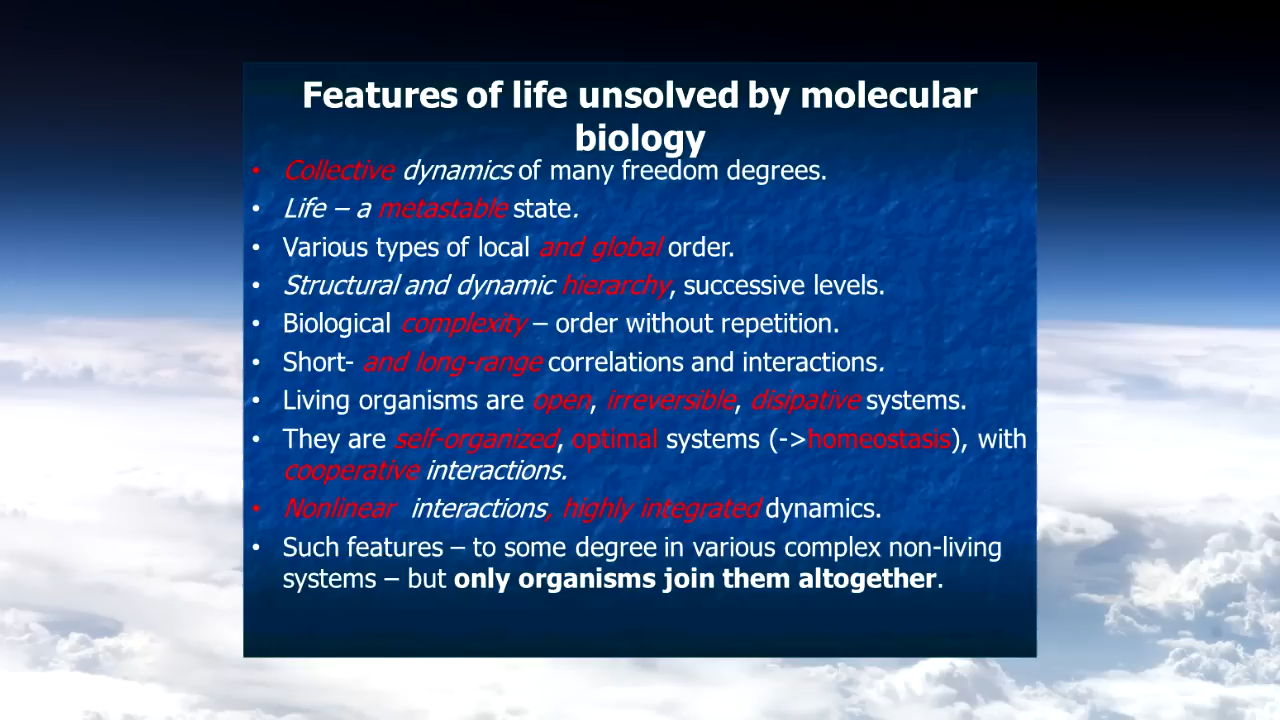 Features of life unsolved by molecular
biology
• Collective dynamics of many freedom degrees.
• Life – a metastable state.
• Various types of local and global order.
• Structural and dynamic hierarchy, successive levels.
• Biological complexity – order without repetition.
• Short- and long-range correlations and interactions.
• Living organisms are open, irreversible, disipative systems.
• They are self-organized, optimal systems (->homeostasis), with
cooperative interactions.
• Nonlinear interactions, highly integrated dynamics.
• Such features – to some degree in various complex non-living
systems – but only organisms join them altogether.